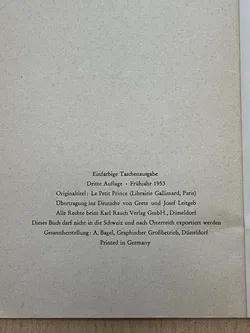 Einfarbige Taschenausgabe
Dritte Auflage · Frühjahr 1953
Originaltitel: Le Petit Prince (Librairie Gallimard, Paris)
Übertragung ins Deutsche von Grete und Josef Leitgeb
Alle Rechte beim Karl Rauch Verlag GmbH., Düsseldorf
Dieses Buch darf nicht in die Schweiz und nach Österreich exportiert werden
Gesamtherstellung: A. Bagel, Graphischer Großbetrieb, Düsseldorf
Printed in Germany